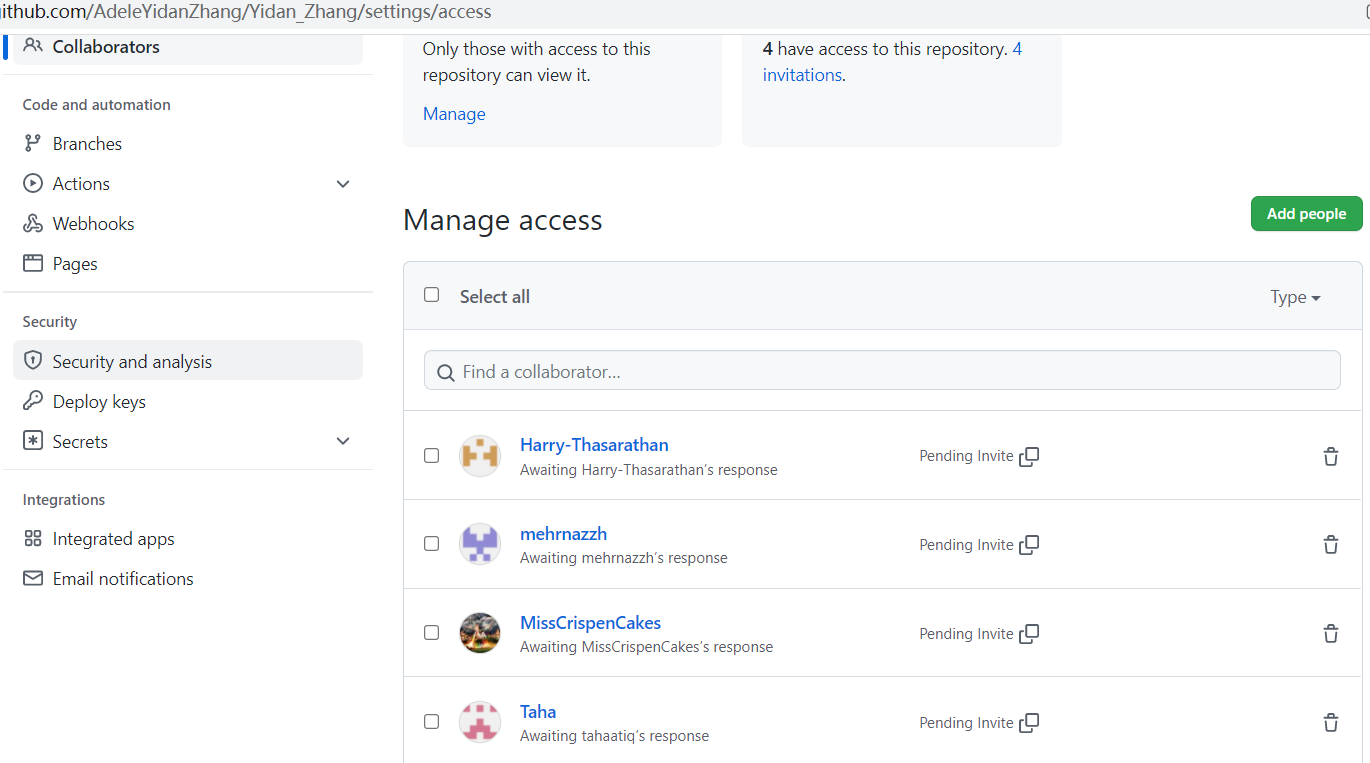 ithub.com/AdeleYidanZhang/Yidan_Zhang/settings/access
Collaborators
Code and automation
Branches
Actions
Webhooks
Pages
Security
Security and analysis
Deploy keys
Secrets
Integrations
Integrated apps
Email notifications
Only those with access to this
repository can view it.
Manage
4 have access to this repository. 4
invitations.
Manage access
Add people
Select all
Type
Find a collaborator...
Harry-Thasarathan
Awaiting Harry-Thasarathan's response
Pending Invite
mehrnazzh
Awaiting mehrnazzh's response
Pending Invite
MissCrispenCakes
Awaiting MissCrispenCakes's response
Pending Invite
Taha
Awaiting tahaatiq's response
Pending Invite